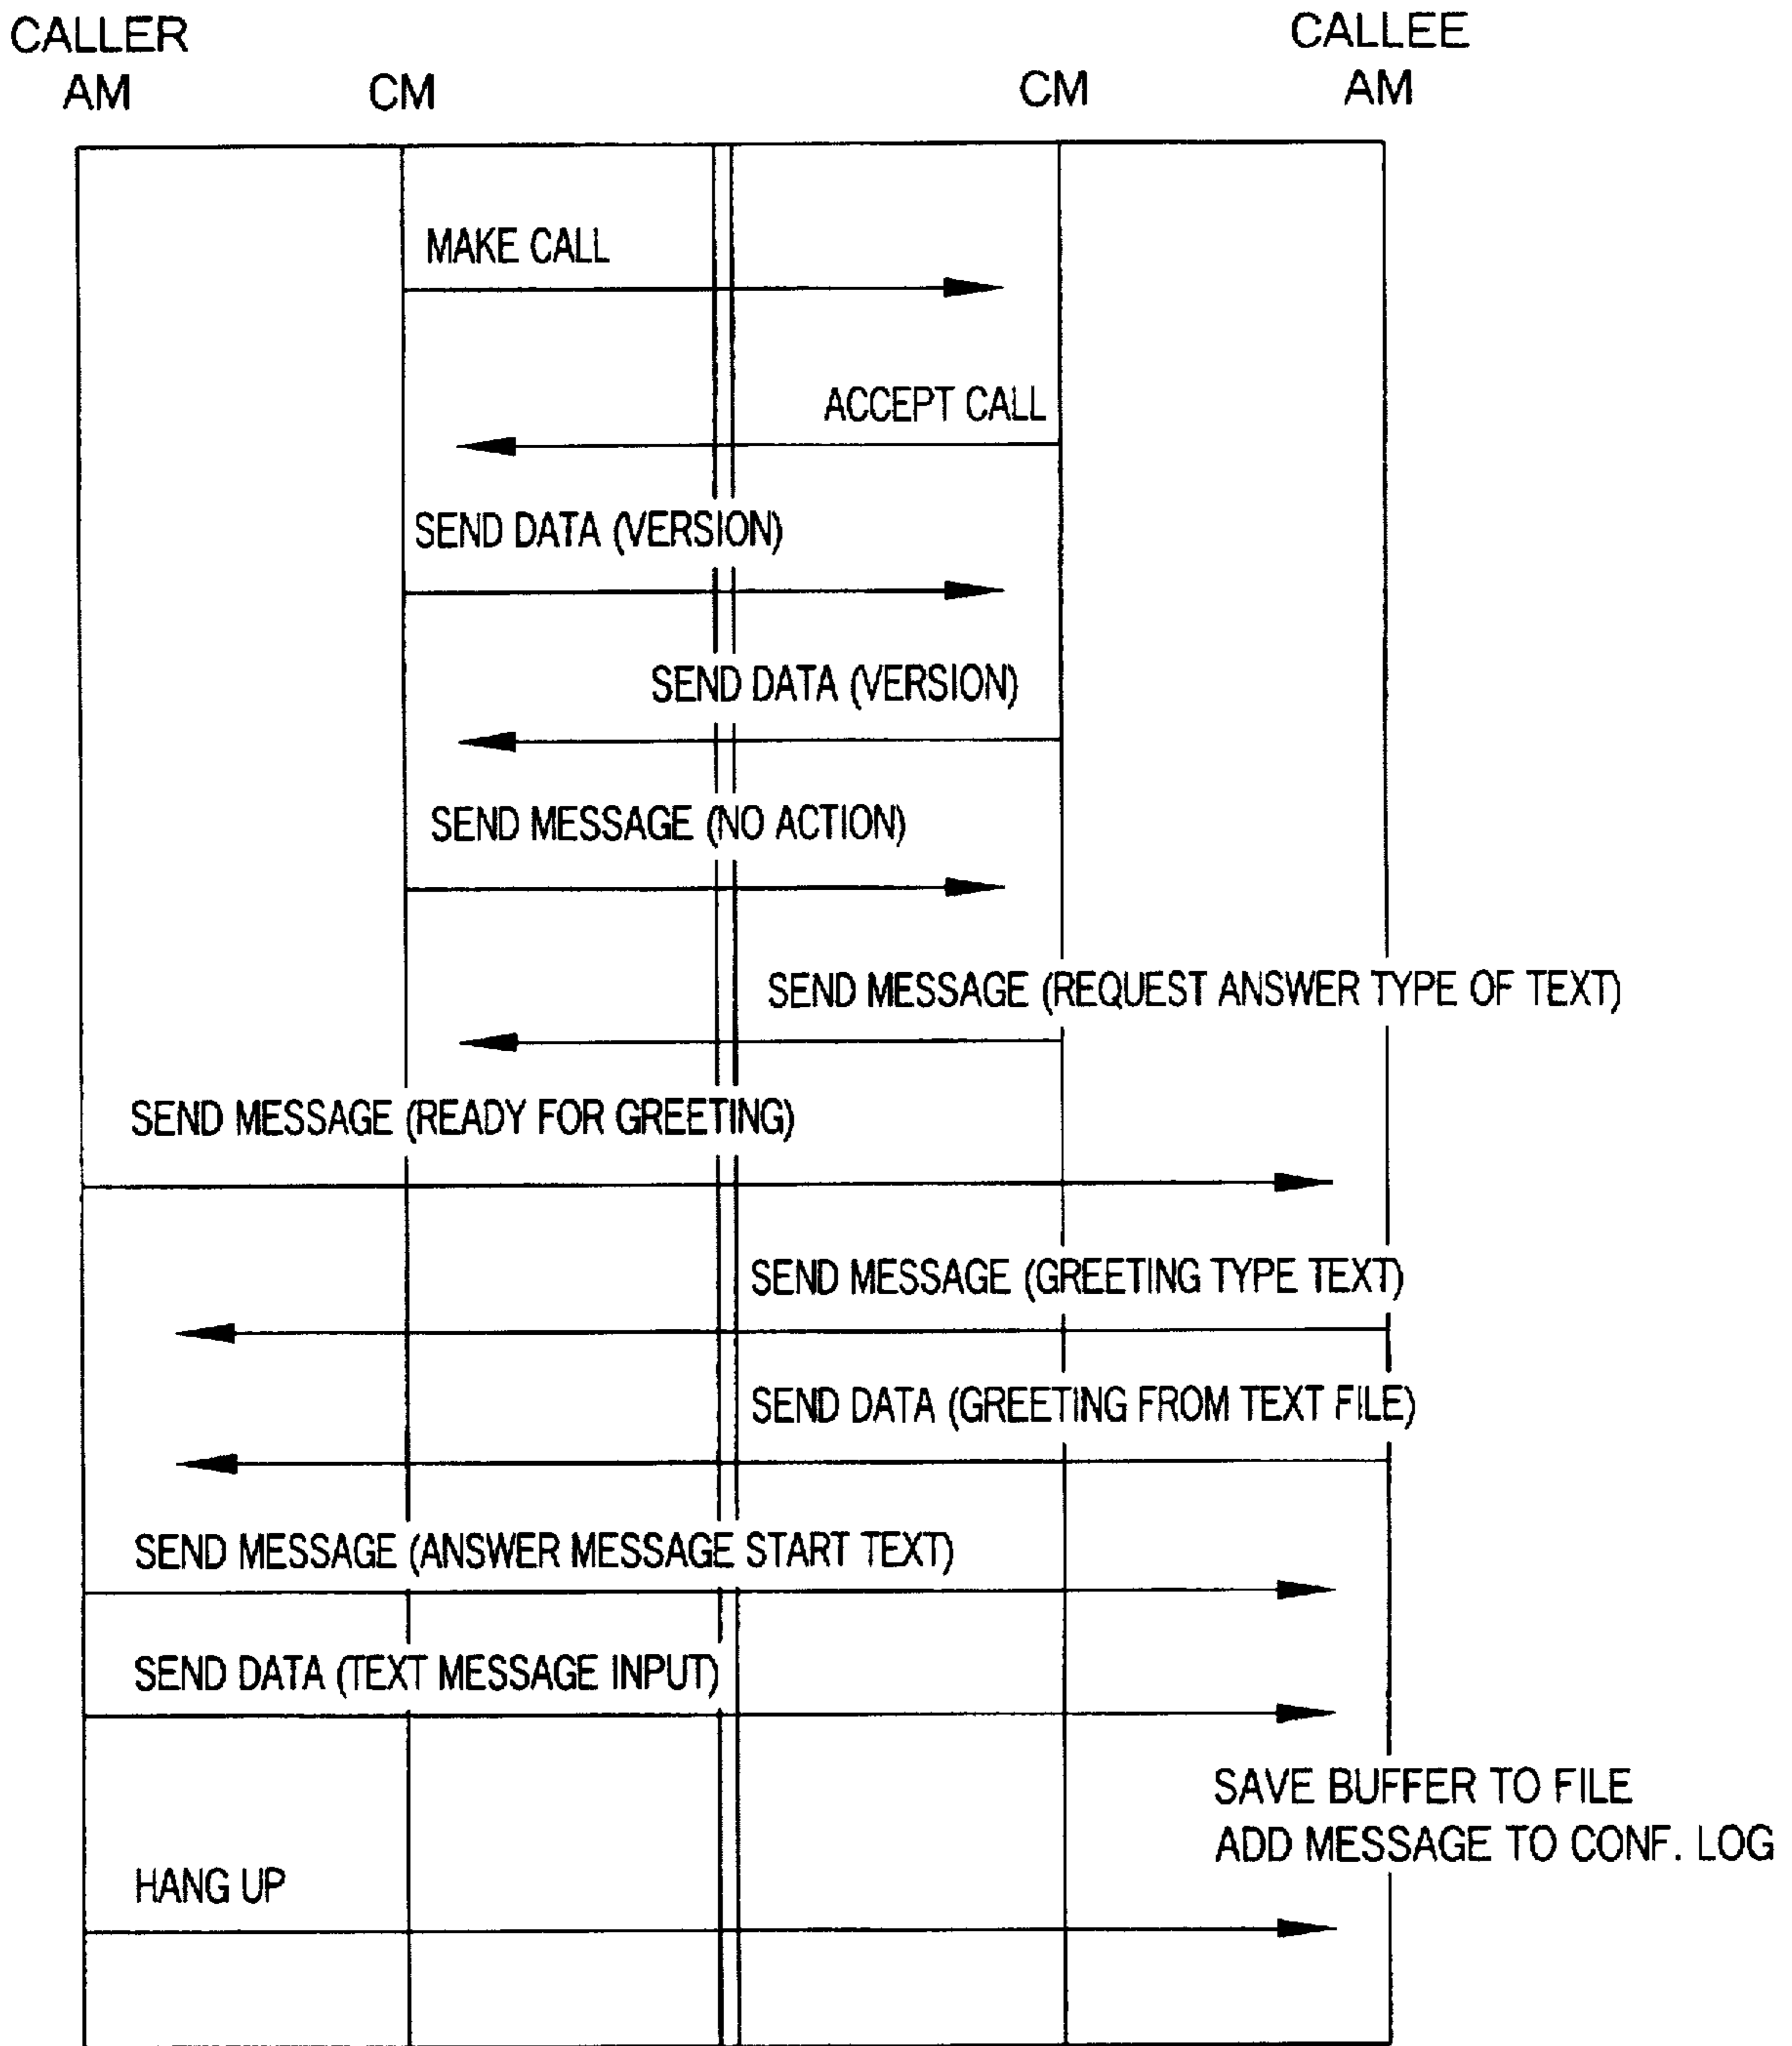 CALLER
CALLEE
AM
CM
CM
AM
MAKE CALL
ACCEPT CALL
SEND DATA (VERSION)
SEND DATA (VERSION)
SEND MESSAGE (NO ACTION)
SEND MESSAGE (REQUEST ANSWER TYPE OF TEXT)
SEND MESSAGE (READY FOR GREETING)
SEND MESSAGE (GREETING TYPE TEXT)
SEND DATA (GREETING FROM TEXT FILE)
SEND MESSAGE (ANSWER MESSAGE START TEXT)
SEND DATA (TEXT MESSAGE INPUT)
SAVE BUFFER TO FILE
ADD MESSAGE TO CONF. LOG
HANG UP